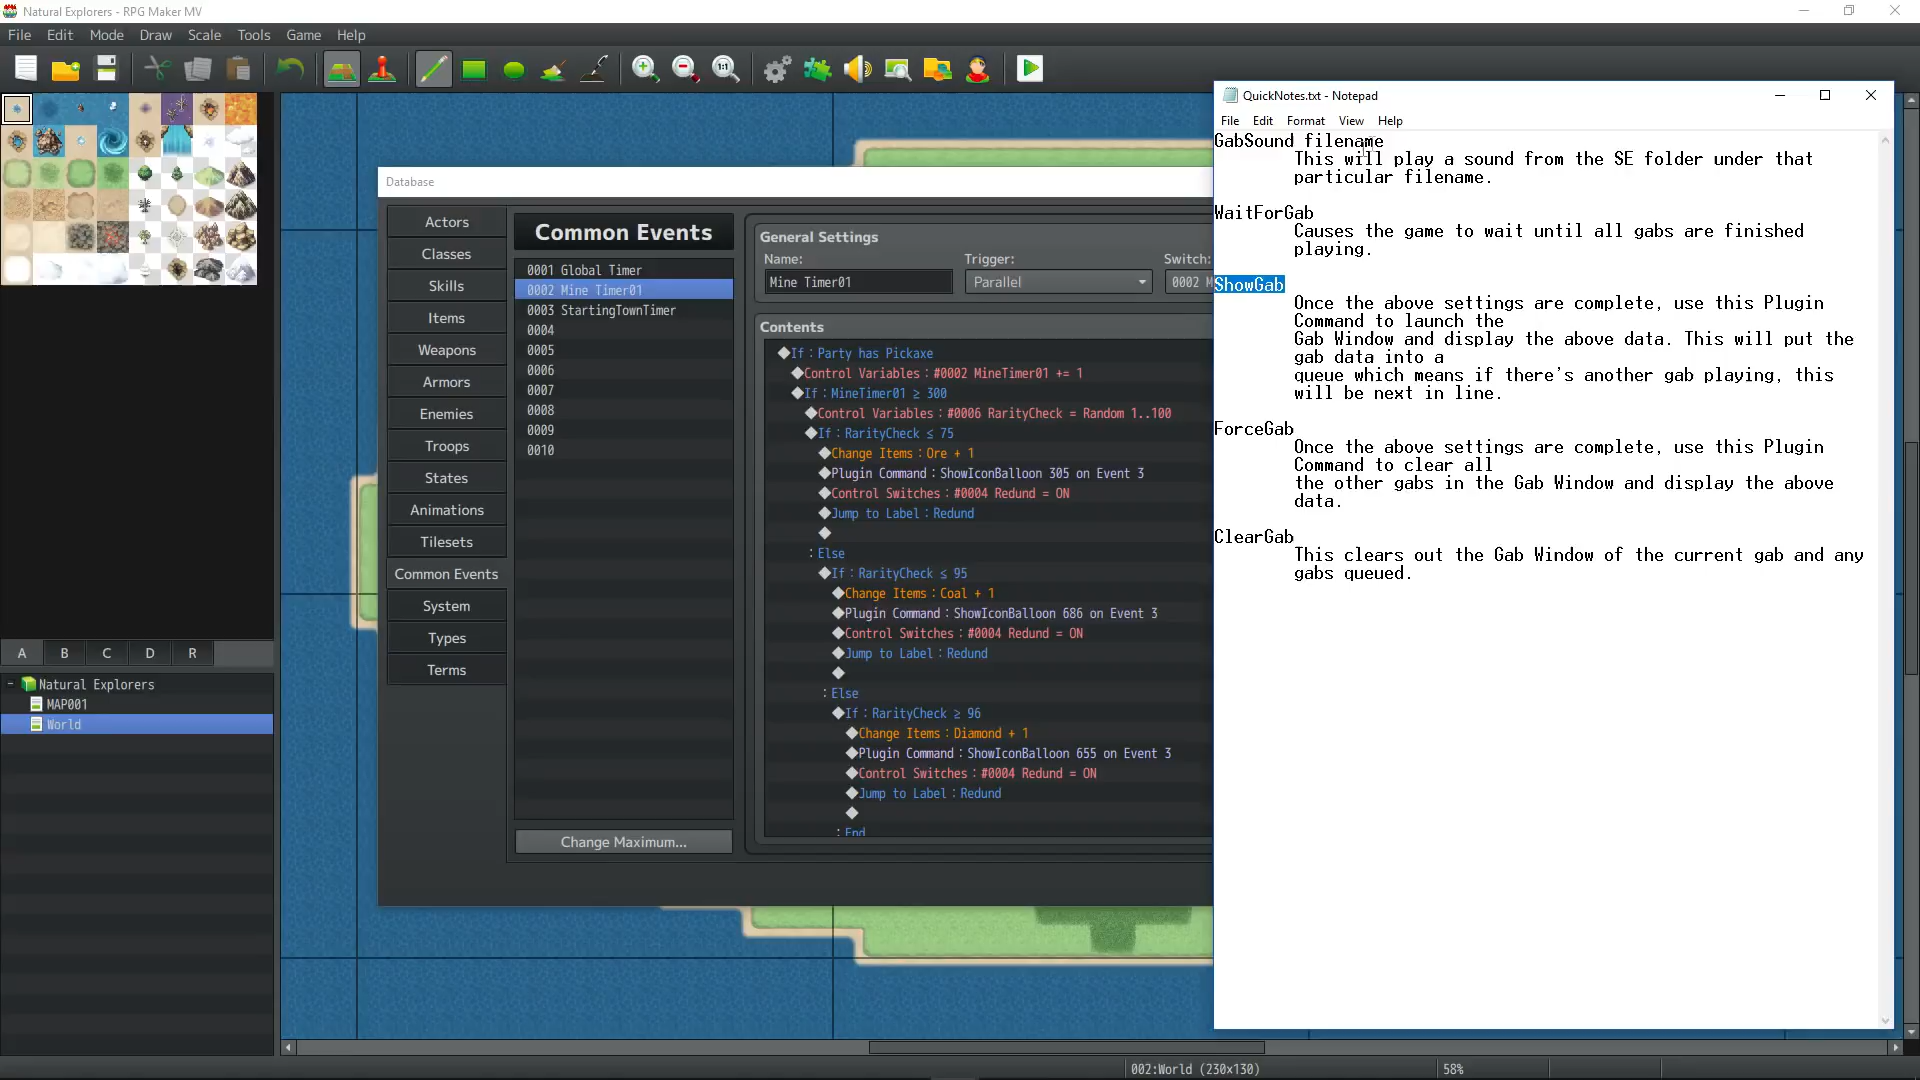 Natural Explorers - RPG Maker MV
File Edit Mode Draw Scale Tools Game Help
1:1
QuickNotes.txt - Notepad
File Edit Format View Help
GabSound filename
This will play a sound from the SE folder under that
particular filename.
WaitForGab
Causes the game to wait until all gabs are finished
playing.
ShowGab
Once the above settings are complete, use this Plugin
Command to launch the
Gab Window and display the above data. This will put the
gab data into a
queue which means if there's another gab playing, this
will be next in line.
ForceGab
Once the above settings are complete, use this Plugin
Command to clear all
the other gabs in the Gab Window and display the above
data.
ClearGab
This clears out the Gab Window of the current gab and any
gabs queued.
Database
Actors
Classes
Skills
Items
Weapons
Armors
Enemies
Troops
States
Animations
Tilesets
Common Events
System
Types
Terms
Common Events
0001 Global Timer
0002 Mine Timer01
0003 StartingTownTimer
0004
0005
0006
0007
0008
0009
0010
Change Maximum...
General Settings
Name: Trigger: Switch:
Mine Timer01 Parallel 0002 M
Contents
◆If : Party has Pickaxe
◆Control Variables : #0002 MineTimer01 += 1
◆If : MineTimer01 ≥ 300
◆Control Variables : #0006 RarityCheck = Random 1..100
◆If : RarityCheck ≤ 75
◆Change Items : Ore + 1
◆Plugin Command : ShowIconBalloon 305 on Event 3
◆Control Switches : #0004 Redund = ON
◆Jump to Label : Redund
◆
: Else
◆If : RarityCheck ≤ 95
◆Change Items : Coal + 1
◆Plugin Command : ShowIconBalloon 686 on Event 3
◆Control Switches : #0004 Redund = ON
◆Jump to Label : Redund
◆
: Else
◆If : RarityCheck ≥ 96
◆Change Items : Diamond + 1
◆Plugin Command : ShowIconBalloon 655 on Event 3
◆Control Switches : #0004 Redund = ON
◆Jump to Label : Redund
◆
: End
A B C D R
Natural Explorers
MAP001
World
002:World (230x130) 58%